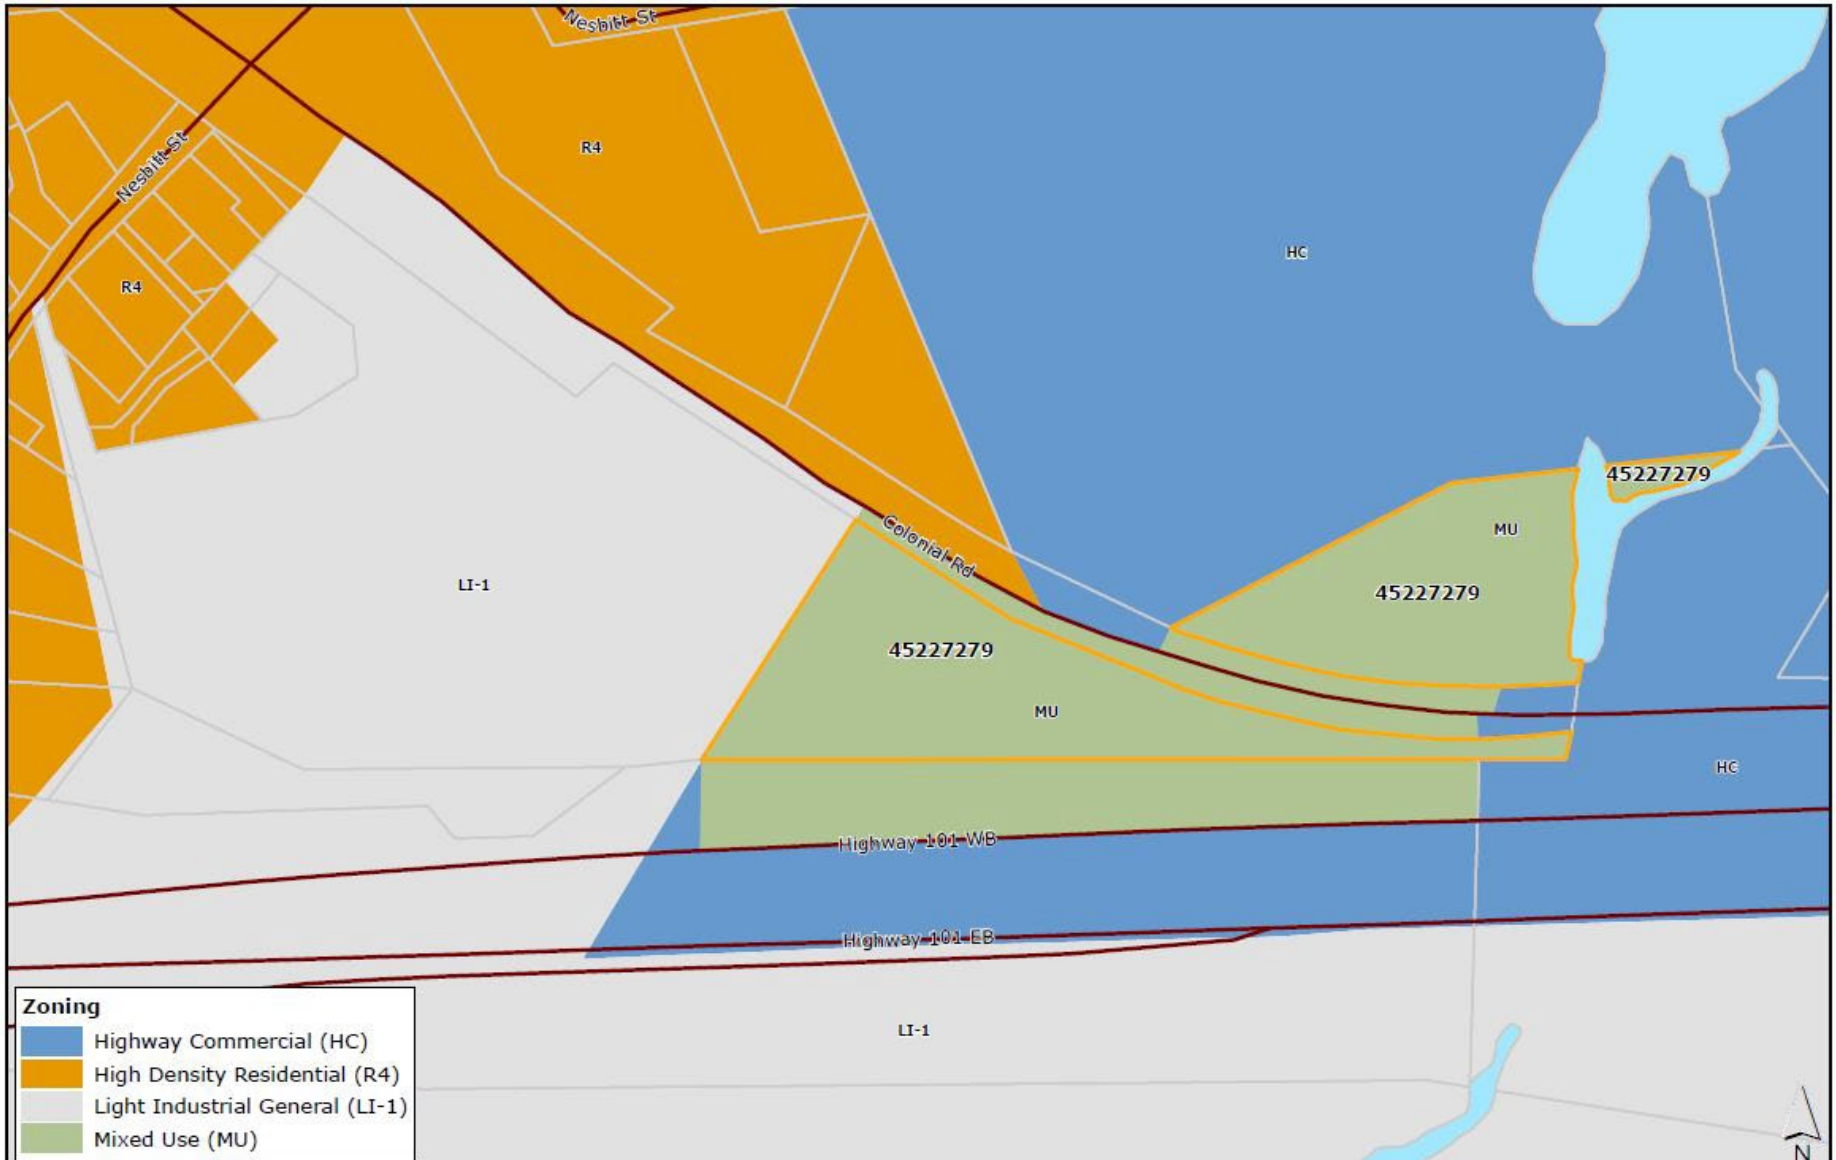 Nesbitt St
Nesbitt St
R4
R4
HC
45227279
MU
Colonial Rd
LI-1
45227279
45227279
MU
HC
Highway 101 WB
Highway 101 EB
LI-1
Zoning
Highway Commercial (HC)
High Density Residential (R4)
Light Industrial General (LI-1)
Mixed Use (MU)
N